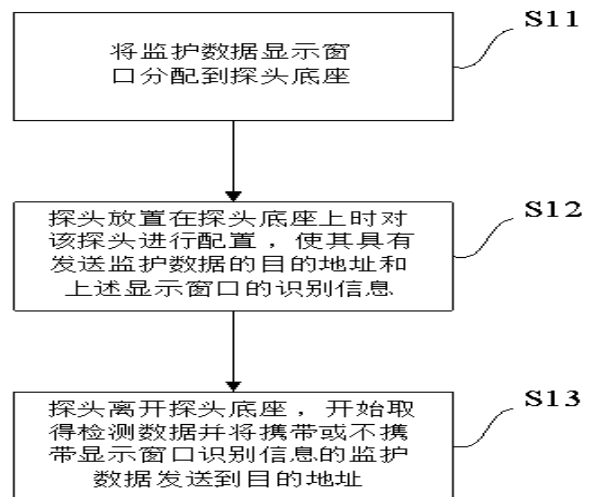 S11
将监护数据显示窗
口分配到探头底座
S12
探头放置在探头底座上时对
该探头进行配置，使其具有
发送监护数据的目的地址和
上述显示窗口的识别信息
S13
探头离开探头底座，开始取
得检测数据并将携带或不携
带显示窗口识别信息的监护
数据发送到目的地址